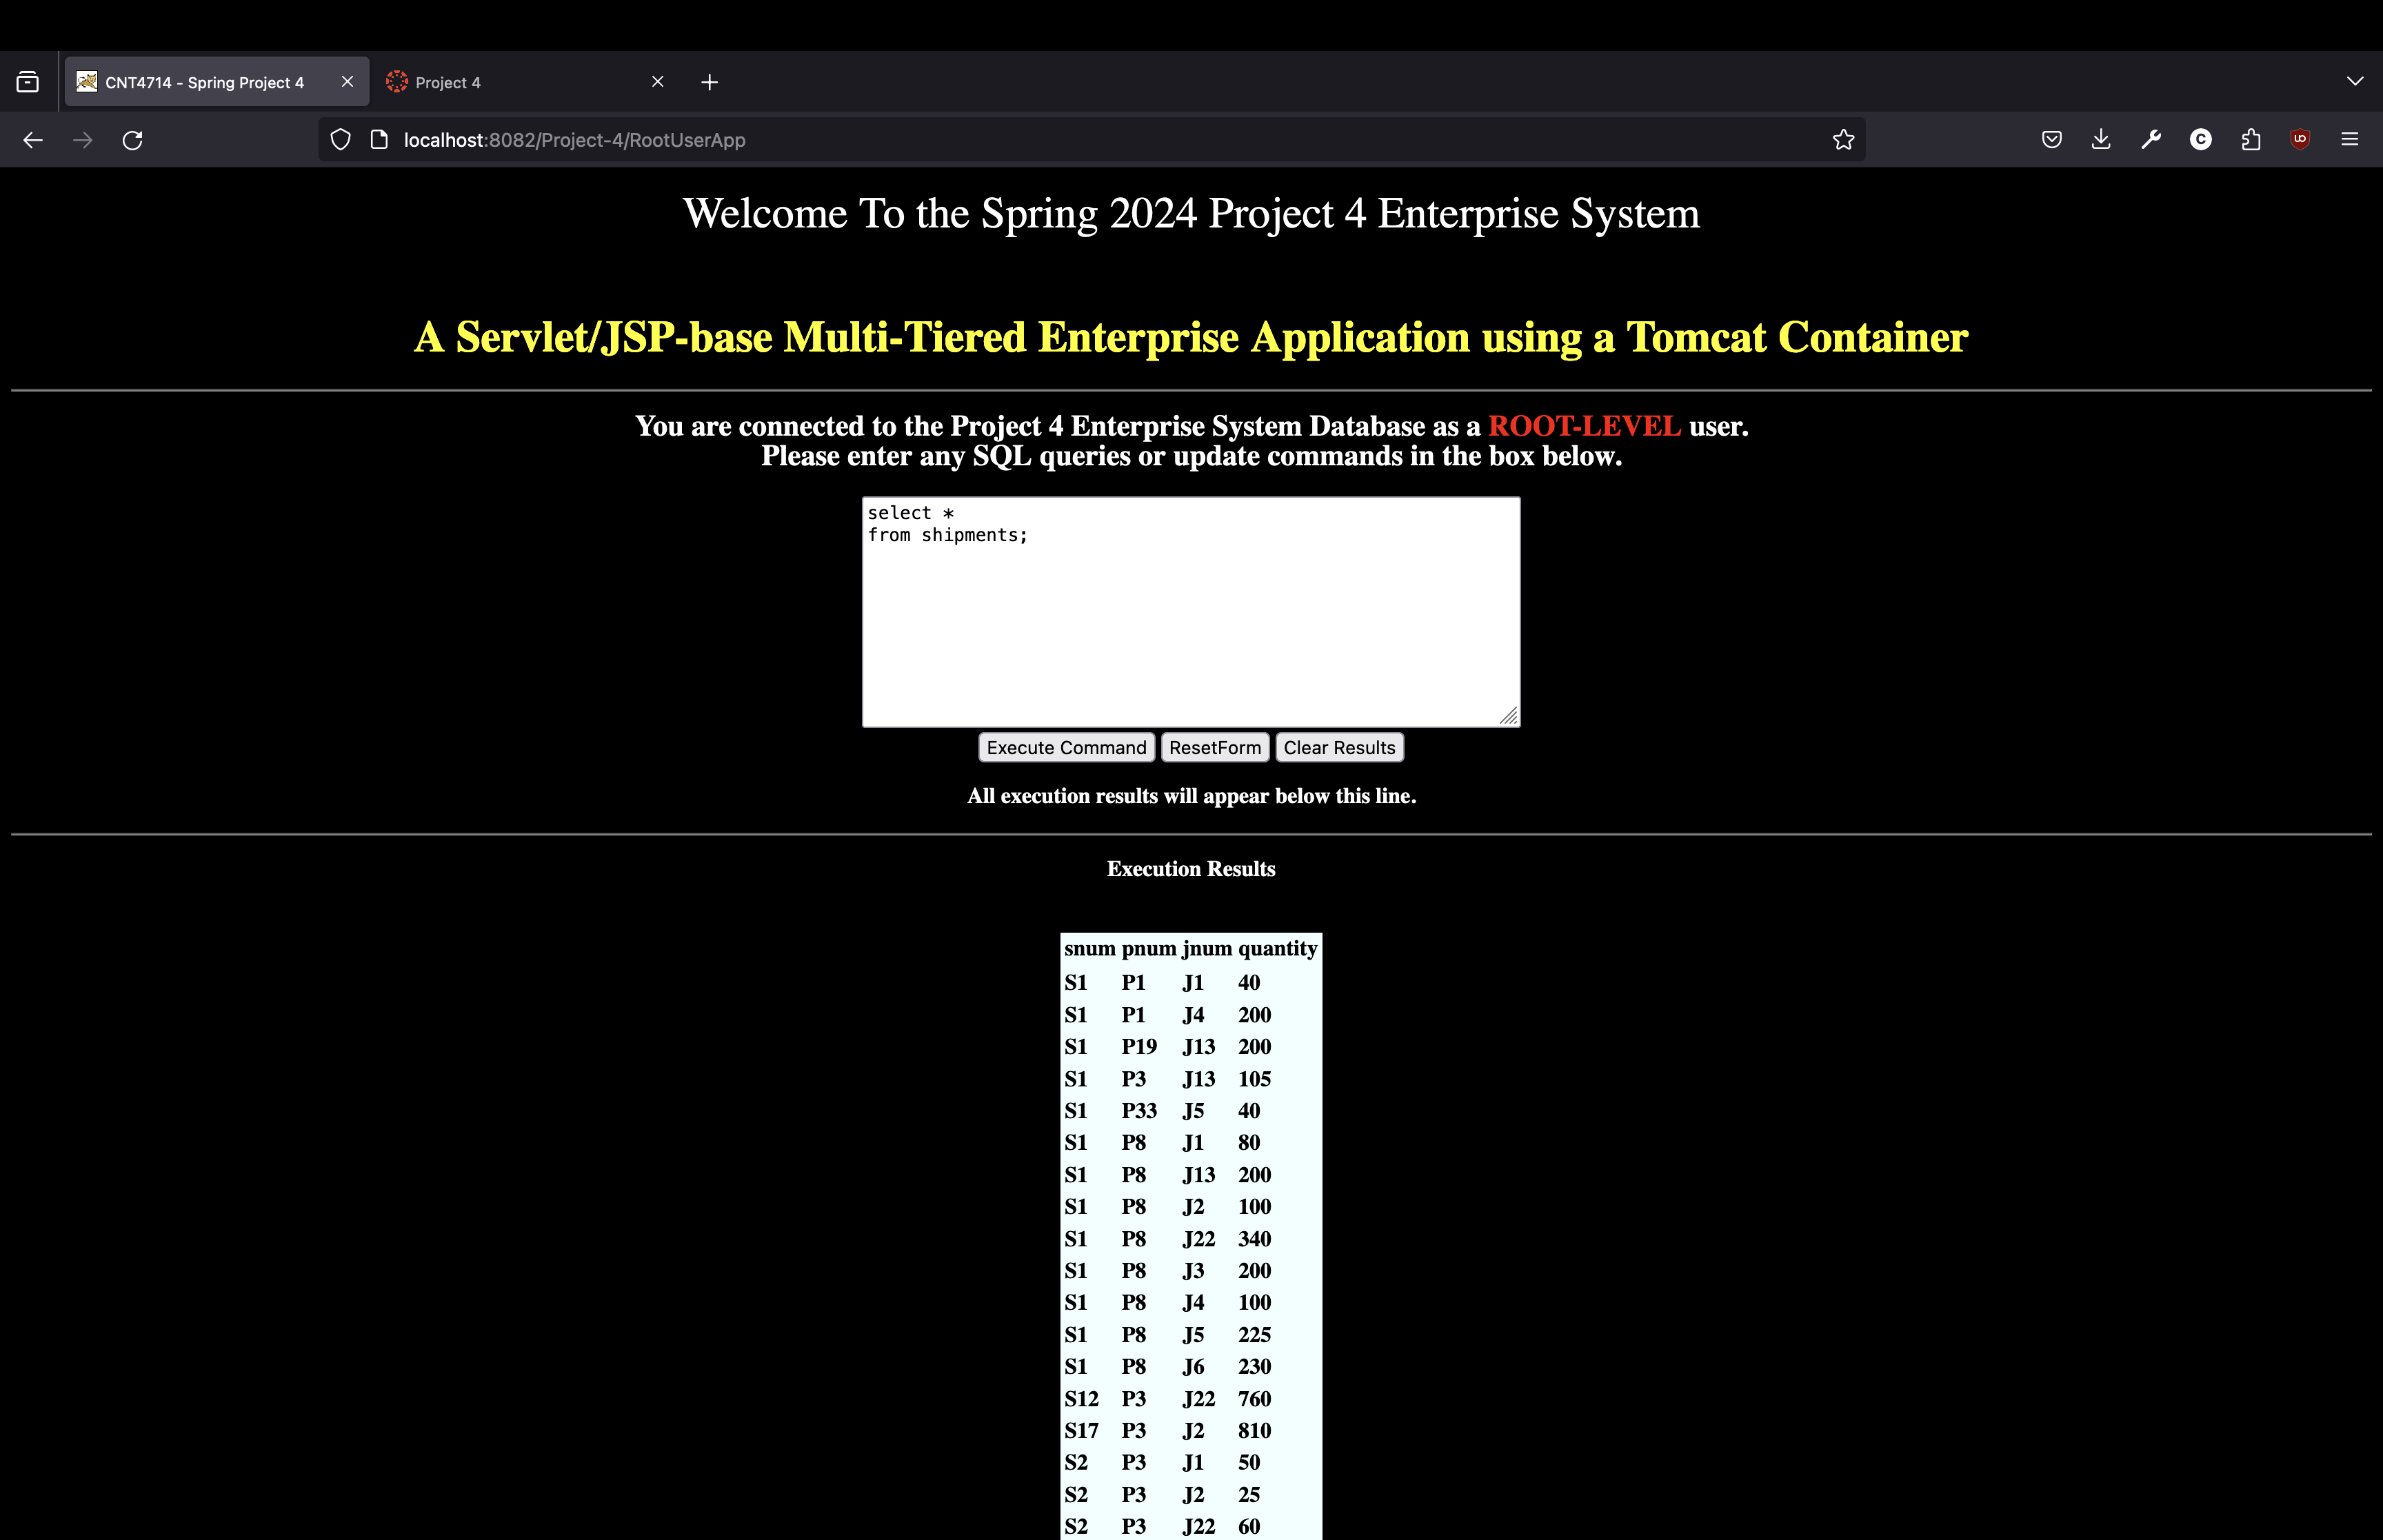 CNT4714 - Spring Project 4
Project 4
localhost:8082/Project-4/RootUserApp
Welcome To the Spring 2024 Project 4 Enterprise System
A Servlet/JSP-base Multi-Tiered Enterprise Application using a Tomcat Container
You are connected to the Project 4 Enterprise System Database as a ROOT-LEVEL user.
Please enter any SQL queries or update commands in the box below.
select *
from shipments;
Execute Command ResetForm Clear Results
All execution results will appear below this line.
Execution Results
snum pnum jnum quantity
S1 P1 J1 40
S1 P1 J4 200
S1 P19 J13 200
S1 P3 J13 105
S1 P33 J5 40
S1 P8 J1 80
S1 P8 J13 200
S1 P8 J2 100
S1 P8 J22 340
S1 P8 J3 200
S1 P8 J4 100
S1 P8 J5 225
S1 P8 J6 230
S12 P3 J22 760
S17 P3 J2 810
S2 P3 J1 50
S2 P3 J2 25
S2 P3 J22 60